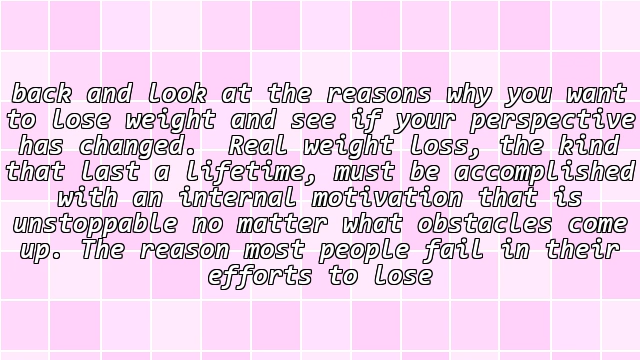 back and look at the reasons why you want
to lose weight and see if your perspective
has changed.  Real weight loss, the kind
that last a lifetime, must be accomplished
with an internal motivation that is
unstoppable no matter what obstacles come
up. The reason most people fail in their
efforts to lose